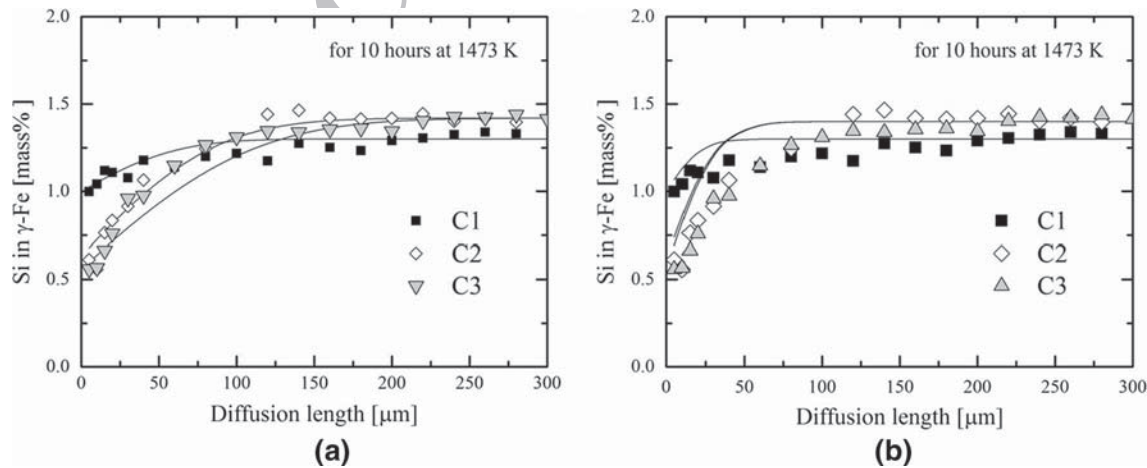 2.0
1.5
1.0
0.5
0.0
Si in γ-Fe [mass%]
for 10 hours at 1473 K
C1
C2
C3
0 50 100 150 200 250 300
Diffusion length [μm]
(a)
2.0
1.5
1.0
0.5
0.0
Si in γ-Fe [mass%]
for 10 hours at 1473 K
C1
C2
C3
0 50 100 150 200 250 300
Diffusion length [μm]
(b)